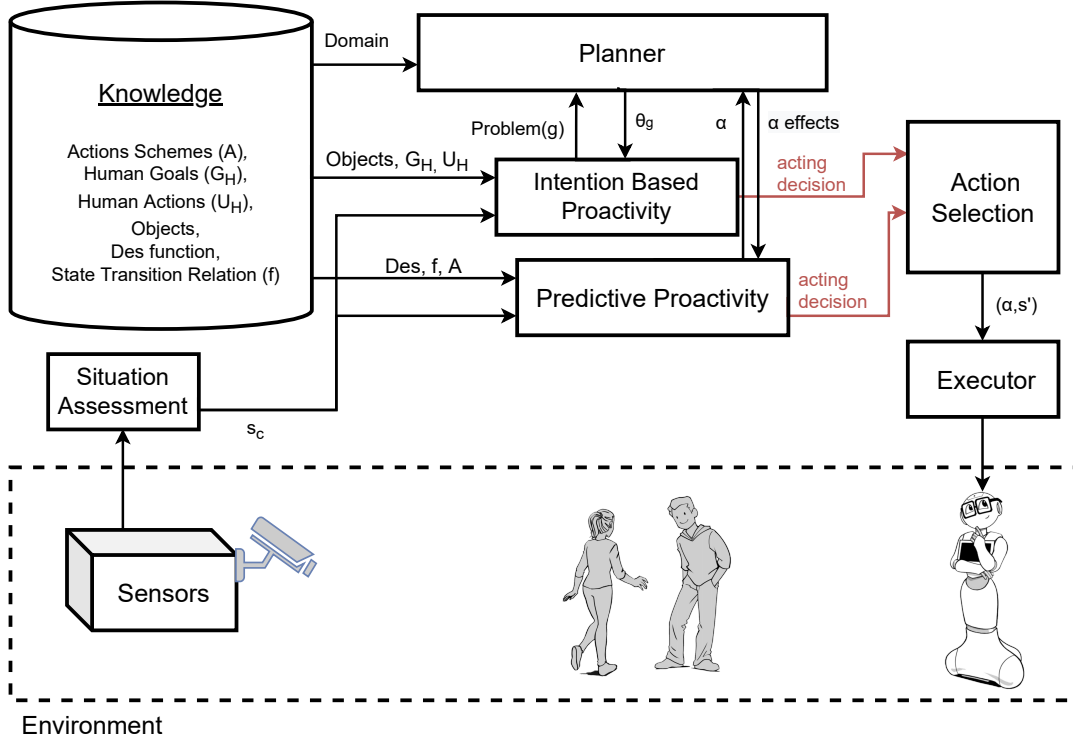 Knowledge
Actions Schemes (A),
Human Goals (G_H),
Human Actions (U_H),
Objects,
Des function,
State Transition Relation (f)
Domain
Planner
Problem(g)
θ_g
α
α effects
Objects, G_H, U_H
Intention Based
Proactivity
acting
decision
Action
Selection
Des, f, A
Predictive Proactivity
acting
decision
(α,s')
Situation
Assessment
s_c
Executor
Sensors
Environment